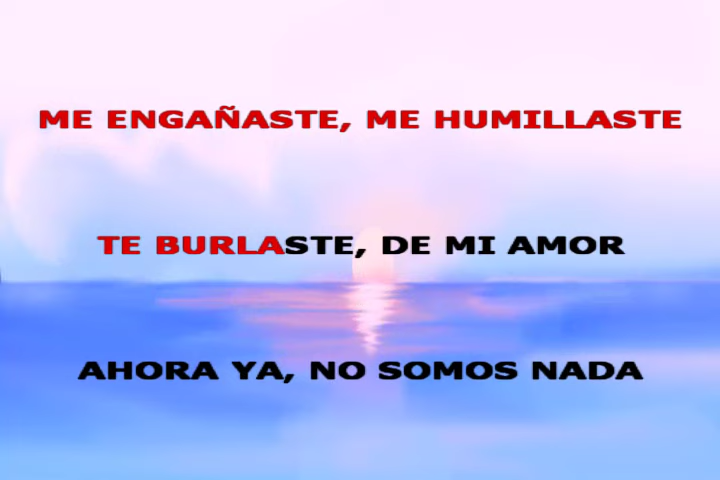 ME ENGAÑASTE, ME HUMILLASTE
TE BURLASTE, DE MI AMOR
AHORA YA, NO SOMOS NADA